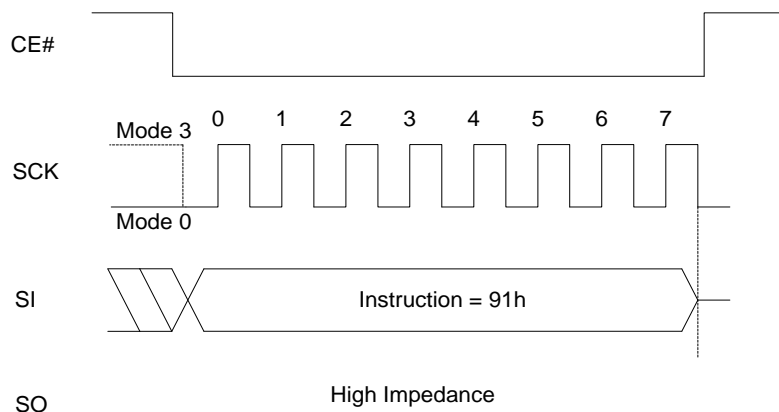 CE#
0 1 2 3 4 5 6 7
Mode 3
SCK
Mode 0
SI
Instruction = 91h
High Impedance
SO